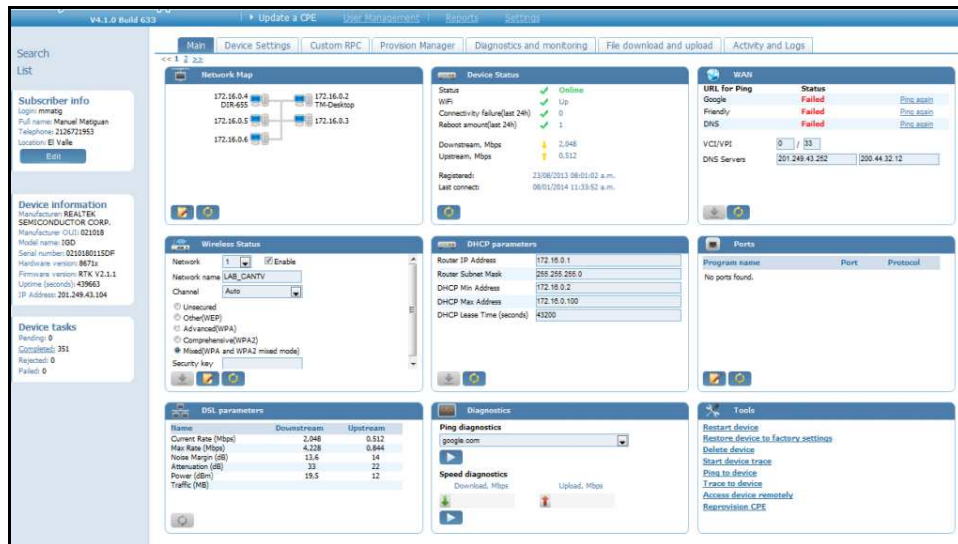 V4.1.0 Build 633
Update a CPE User Management Reports Settings
Search
List
Main Device Settings Custom RPC Provision Manager Diagnostics and monitoring File download and upload Activity and Logs
<< 1 2 >>
Subscriber info
Login: mmatig
Full name: Manuel Matiguan
Telephone: 2126721953
Location: El Valle
Edit
Device information
Manufacturer: REALTEK
SEMICONDUCTOR CORP.
Manufacturer OUI: 021018
Model name: IGD
Serial number: 0210180115DF
Hardware version: 8671x
Firmware version: RTK V2.1.1
Uptime (seconds): 439663
IP Address: 201.249.43.104
Device tasks
Pending: 0
Completed: 351
Rejected: 0
Failed: 0
Network Map
172.16.0.4
DIR-655
172.16.0.2
TM-Desktop
172.16.0.5
172.16.0.3
172.16.0.6
Device Status
Status Online
WiFi Up
Connectivity failure(last 24h) 0
Reboot amount(last 24h) 1
Downstream, Mbps 2,048
Upstream, Mbps 0,512
Registered: 23/08/2013 08:01:02 a.m.
Last connect: 08/01/2014 11:33:52 a.m.
WAN
URL for Ping Status
Google Failed Ping again
Friendly Failed Ping again
DNS Failed Ping again
VCI/VPI 0 / 33
DNS Servers 201.249.43.252 200.44.32.12
Wireless Status
Network 1 Enable
Network name LAB_CANTV
Channel Auto
Unsecured
Other(WEP)
Advanced(WPA)
Comprehensive(WPA2)
Mixed(WPA and WPA2 mixed mode)
Security key
DHCP parameters
Router IP Address 172.16.0.1
Router Subnet Mask 255.255.255.0
DHCP Min Address 172.16.0.2
DHCP Max Address 172.16.0.100
DHCP Lease Time (seconds) 43200
Ports
Program name Port Protocol
No ports found.
DSL parameters
Name Downstream Upstream
Current Rate (Mbps) 2,048 0.512
Max Rate (Mbps) 4,228 0.844
Noise Margin (dB) 13,6 14
Attenuation (dB) 33 22
Power (dBm) 19,5 12
Traffic (MB)
Diagnostics
Ping diagnostics
google.com
Speed diagnostics
Download, Mbps Upload, Mbps
Tools
Restart device
Restore device to factory settings
Delete device
Start device trace
Ping to device
Trace to device
Access device remotely
Reprovision CPE